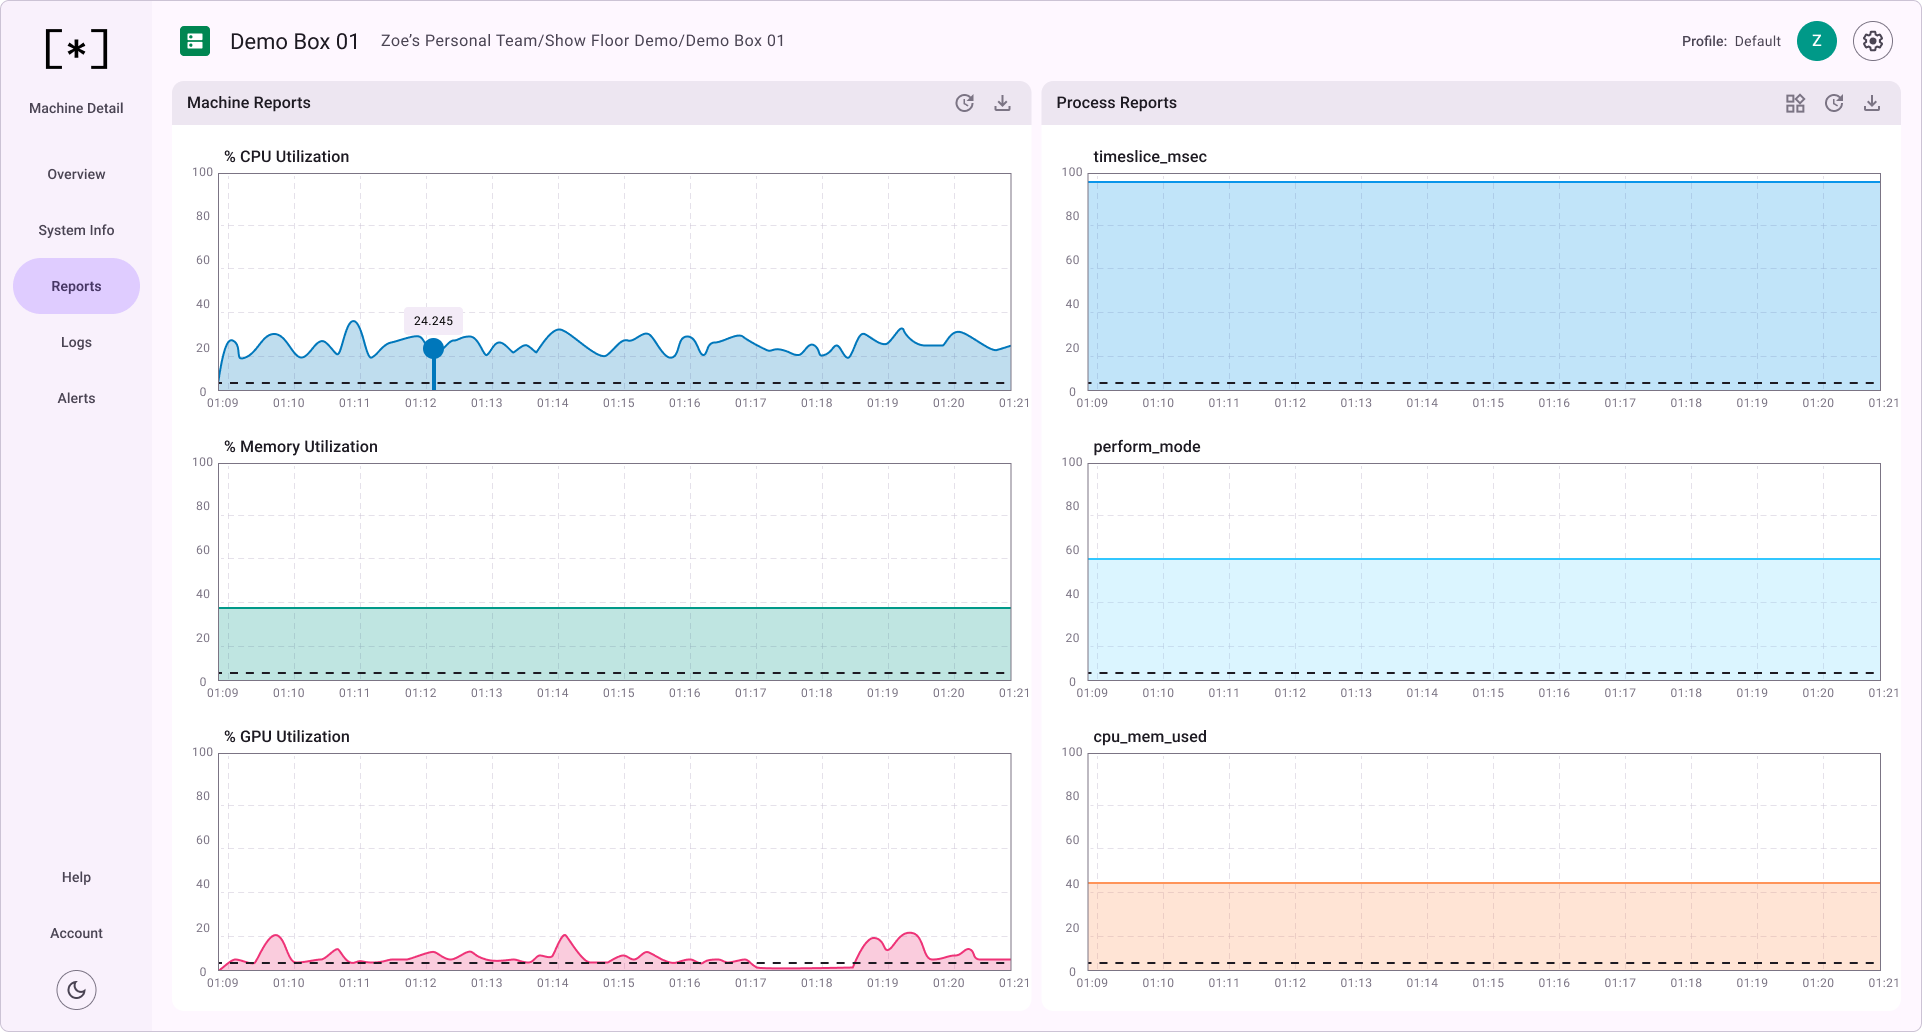 [*]
Machine Detail
Overview
System Info
Reports
Logs
Alerts
Help
Account
Demo Box 01
Zoe’s Personal Team/Show Floor Demo/Demo Box 01
Profile: Default
Z
Machine Reports
% CPU Utilization
100
80
60
40
20
0
24.245
01:09 01:10 01:11 01:12 01:13 01:14 01:15 01:16 01:17 01:18 01:19 01:20 01:21
% Memory Utilization
100
80
60
40
20
0
01:09 01:10 01:11 01:12 01:13 01:14 01:15 01:16 01:17 01:18 01:19 01:20 01:21
% GPU Utilization
100
80
60
40
20
0
01:09 01:10 01:11 01:12 01:13 01:14 01:15 01:16 01:17 01:18 01:19 01:20 01:21
Process Reports
timeslice_msec
100
80
60
40
20
0
01:09 01:10 01:11 01:12 01:13 01:14 01:15 01:16 01:17 01:18 01:19 01:20 01:21
perform_mode
100
80
60
40
20
0
01:09 01:10 01:11 01:12 01:13 01:14 01:15 01:16 01:17 01:18 01:19 01:20 01:21
cpu_mem_used
100
80
60
40
20
0
01:09 01:10 01:11 01:12 01:13 01:14 01:15 01:16 01:17 01:18 01:19 01:20 01:21